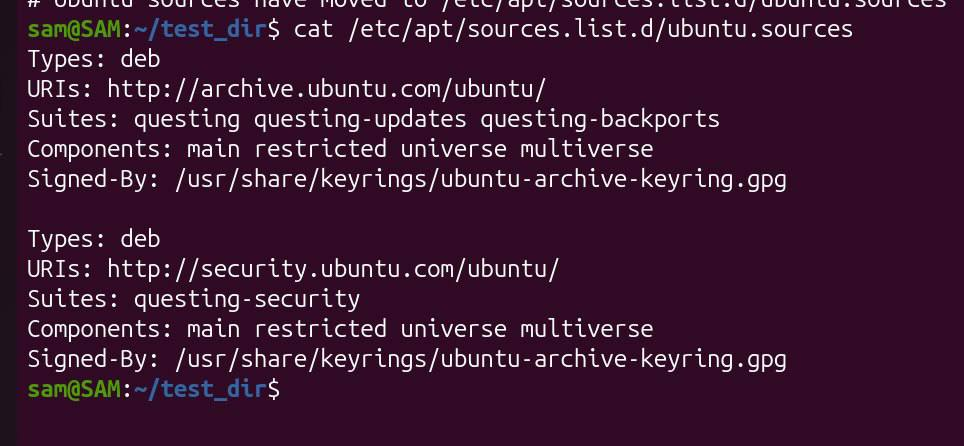 # Ubuntu sources have moved to /etc/apt/sources.list.d/ubuntu.sources
sam@SAM:~/test_dir$ cat /etc/apt/sources.list.d/ubuntu.sources
Types: deb
URIs: http://archive.ubuntu.com/ubuntu/
Suites: questing questing-updates questing-backports
Components: main restricted universe multiverse
Signed-By: /usr/share/keyrings/ubuntu-archive-keyring.gpg
Types: deb
URIs: http://security.ubuntu.com/ubuntu/
Suites: questing-security
Components: main restricted universe multiverse
Signed-By: /usr/share/keyrings/ubuntu-archive-keyring.gpg
sam@SAM:~/test_dir$